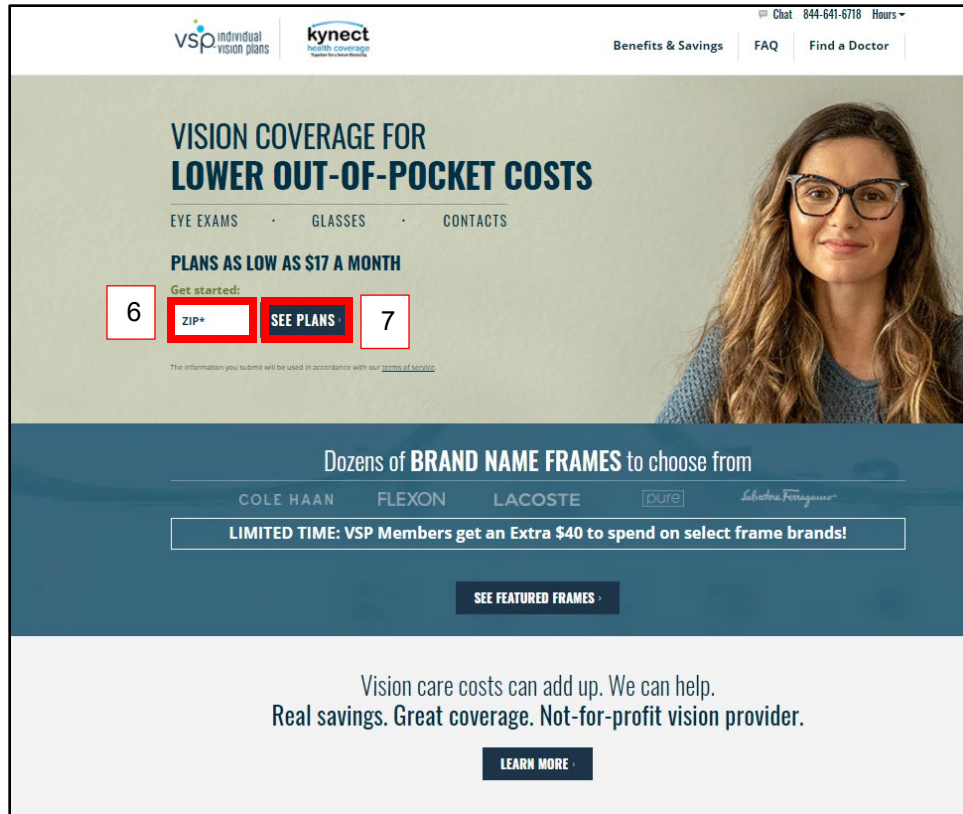 Chat 844-641-6718 Hours
vsp individual vision plans
kynect
health coverage
Benefits & Savings FAQ Find a Doctor
VISION COVERAGE FOR
LOWER OUT-OF-POCKET COSTS
EYE EXAMS · GLASSES · CONTACTS
PLANS AS LOW AS $17 A MONTH
Get started:
6 ZIP* SEE PLANS › 7
The information you submit will be used in accordance with our terms of service.
Dozens of BRAND NAME FRAMES to choose from
COLE HAAN FLEXON LACOSTE pure Salvatore Ferragamo
LIMITED TIME: VSP Members get an Extra $40 to spend on select frame brands!
SEE FEATURED FRAMES ›
Vision care costs can add up. We can help.
Real savings. Great coverage. Not-for-profit vision provider.
LEARN MORE ›